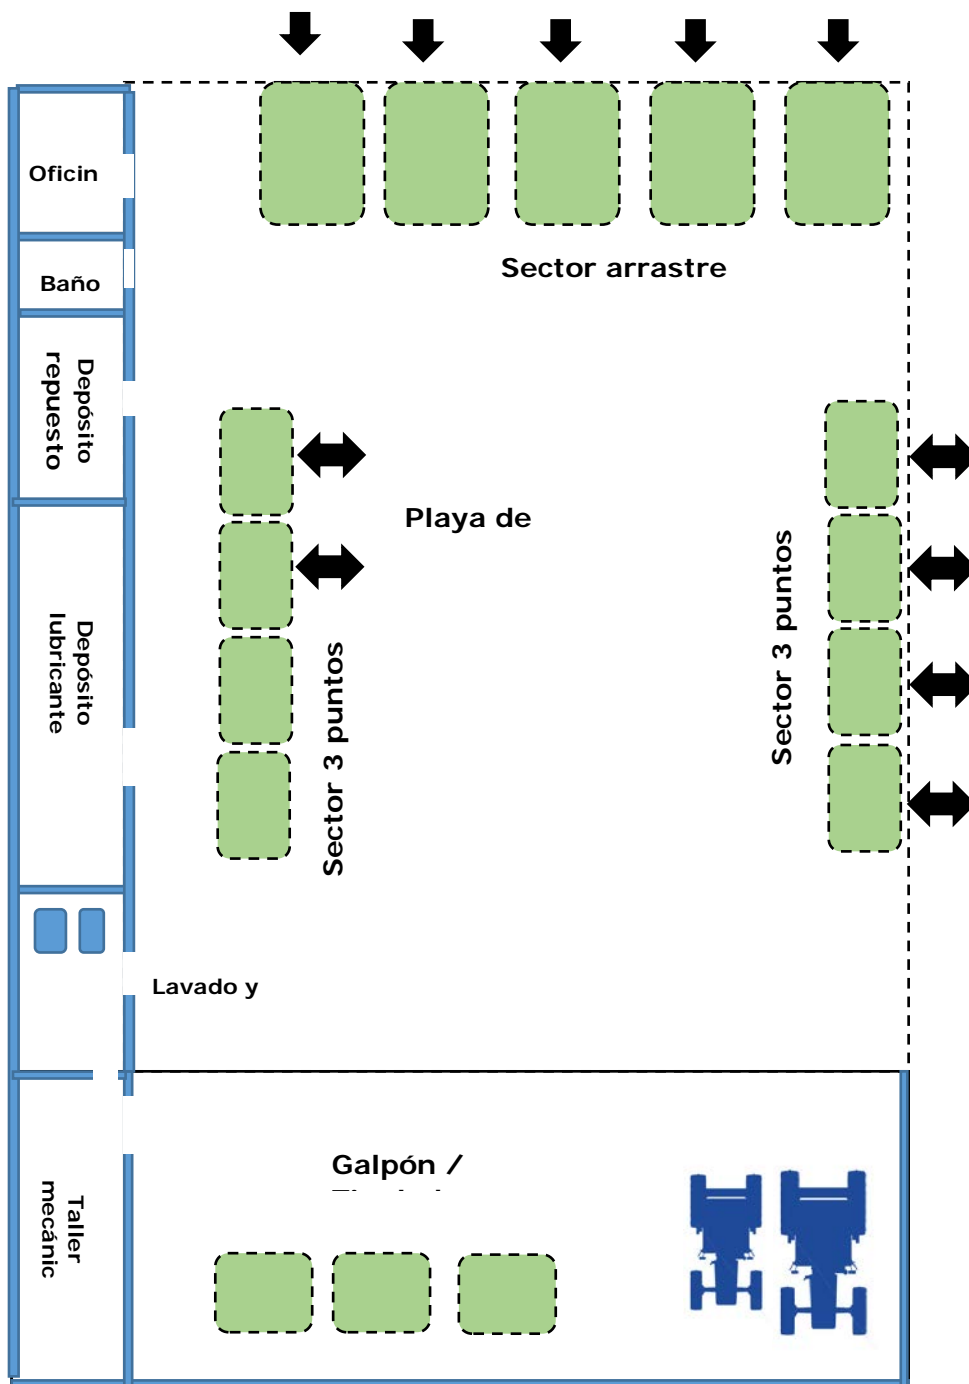 Oficin
Sector arrastre
Baño
Depósito
repuesto
Playa de
Sector 3 puntos
Depósito
lubricante
Sector 3 puntos
Lavado y
Galpón /
Taller
mecánic